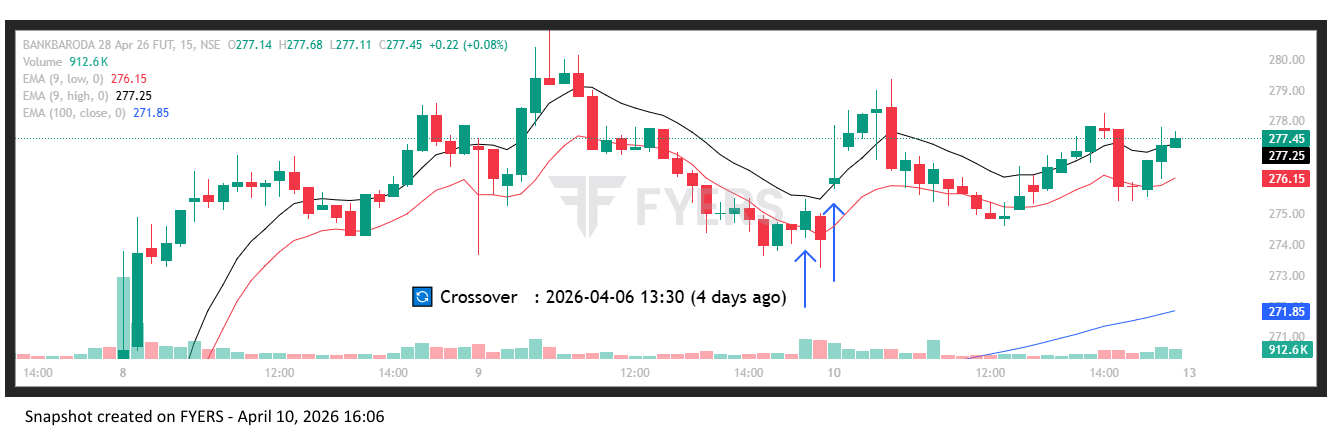 BANKBARODA 28 Apr 26 FUT, 15, NSE O277.14 H277.68 L277.11 C277.45 +0.22 (+0.08%)
Volume 912.6K
EMA (9, low, 0) 276.15
EMA (9, high, 0) 277.25
EMA (100, close, 0) 271.85
280.00
279.00
278.00
277.45
277.25
276.15
275.00
274.00
273.00
271.85
271.00
912.6K
FYERS
Crossover : 2026-04-06 13:30 (4 days ago)
14:00 8 12:00 9 12:00 14:00 10 12:00 14:00 13
Snapshot created on FYERS - April 10, 2026 16:06